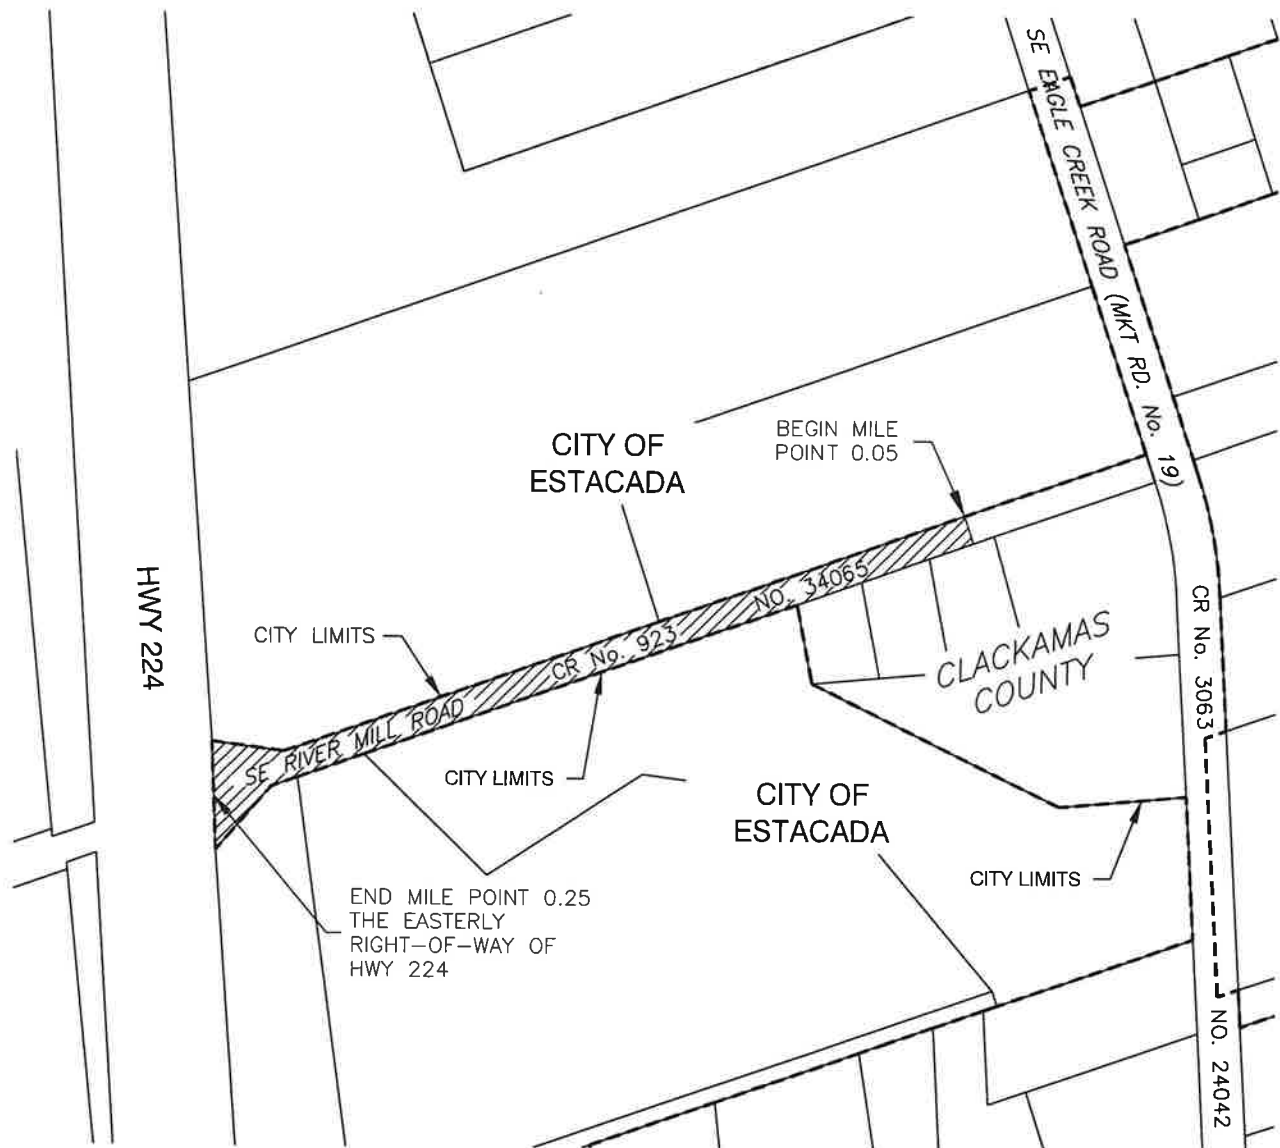 SE EAGLE CREEK ROAD (MKT RD. No. 19)
CITY OF
ESTACADA
BEGIN MILE
POINT 0.05
HWY 224
CITY LIMITS
SE RIVER MILL ROAD
CR No. 923
NO. 34065
CLACKAMAS
COUNTY
CR No. 3063
CITY LIMITS
CITY OF
ESTACADA
CITY LIMITS
END MILE POINT 0.25
THE EASTERLY
RIGHT-OF-WAY OF
HWY 224
NO. 24042